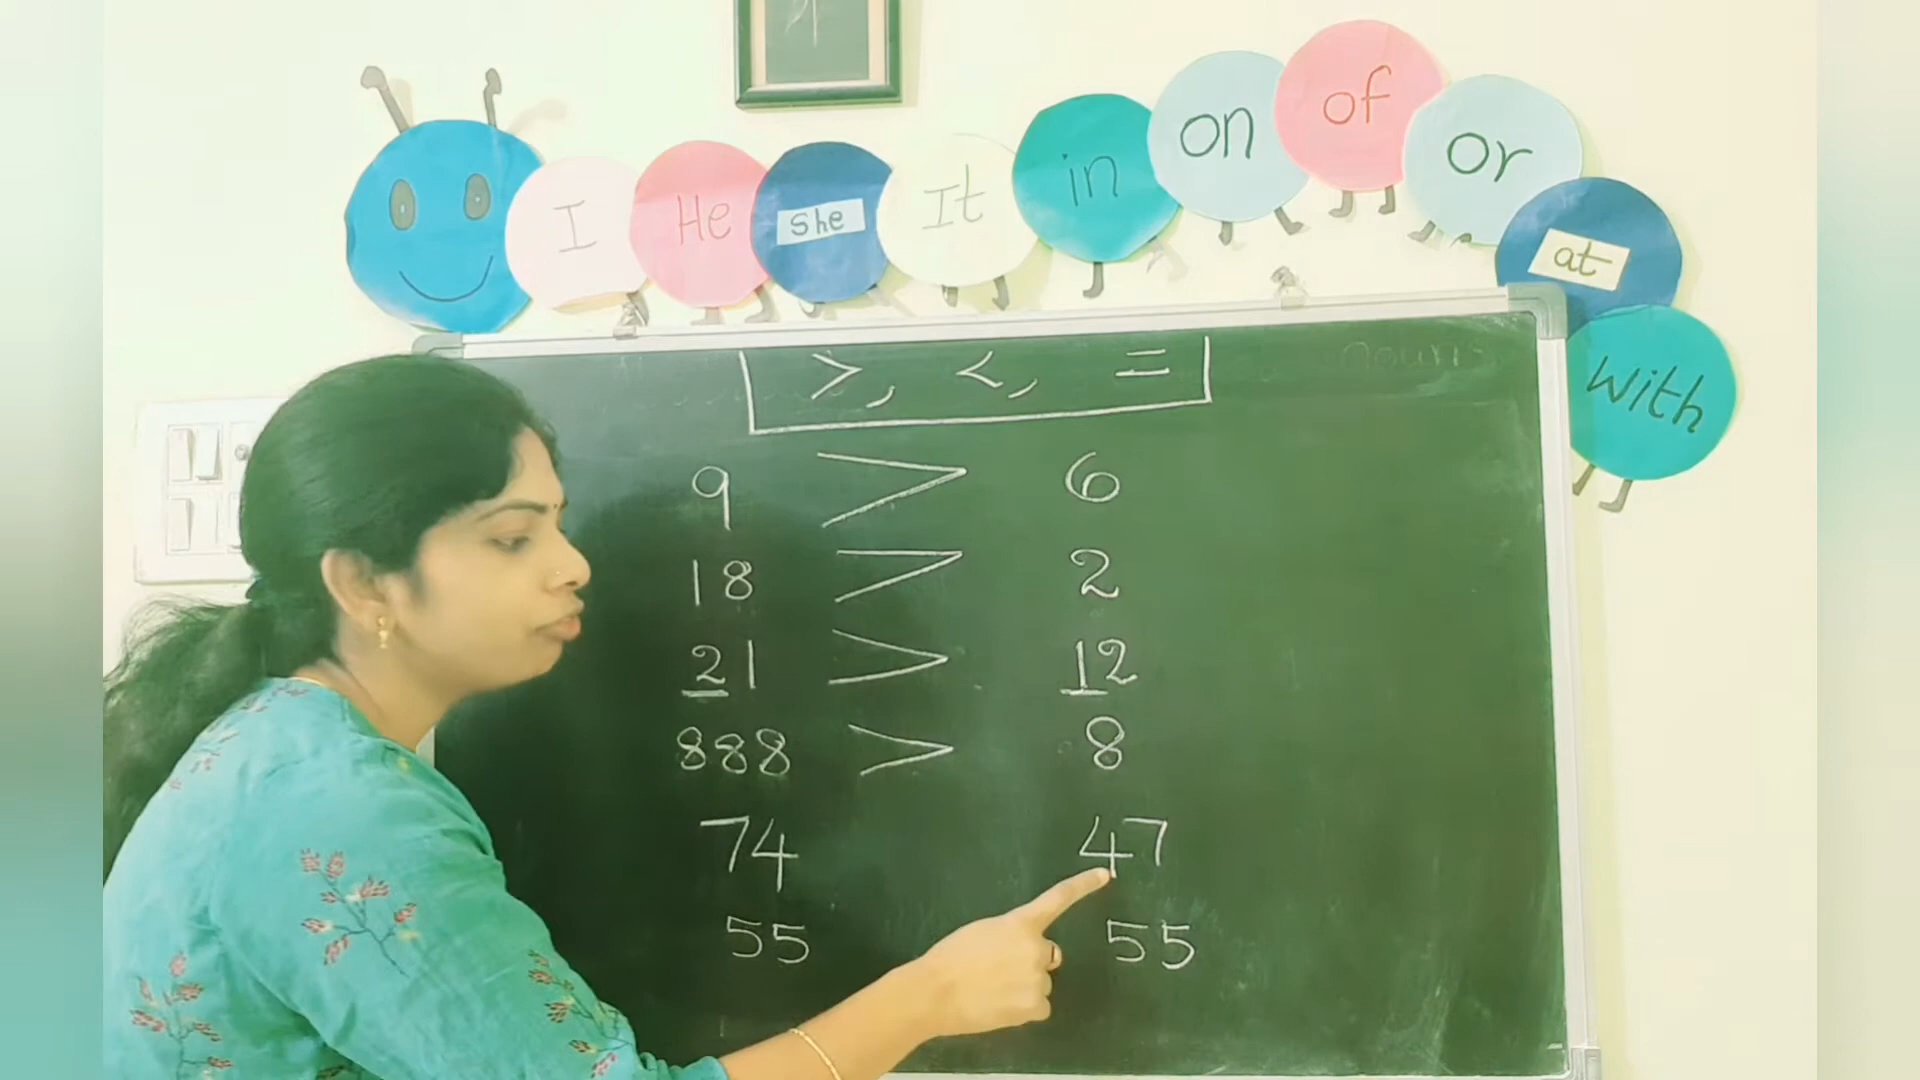 I He she It in on of or at with
>, <, =
9 > 6
18 > 2
21 > 12
888 > 8
74 47
55 55
nouns